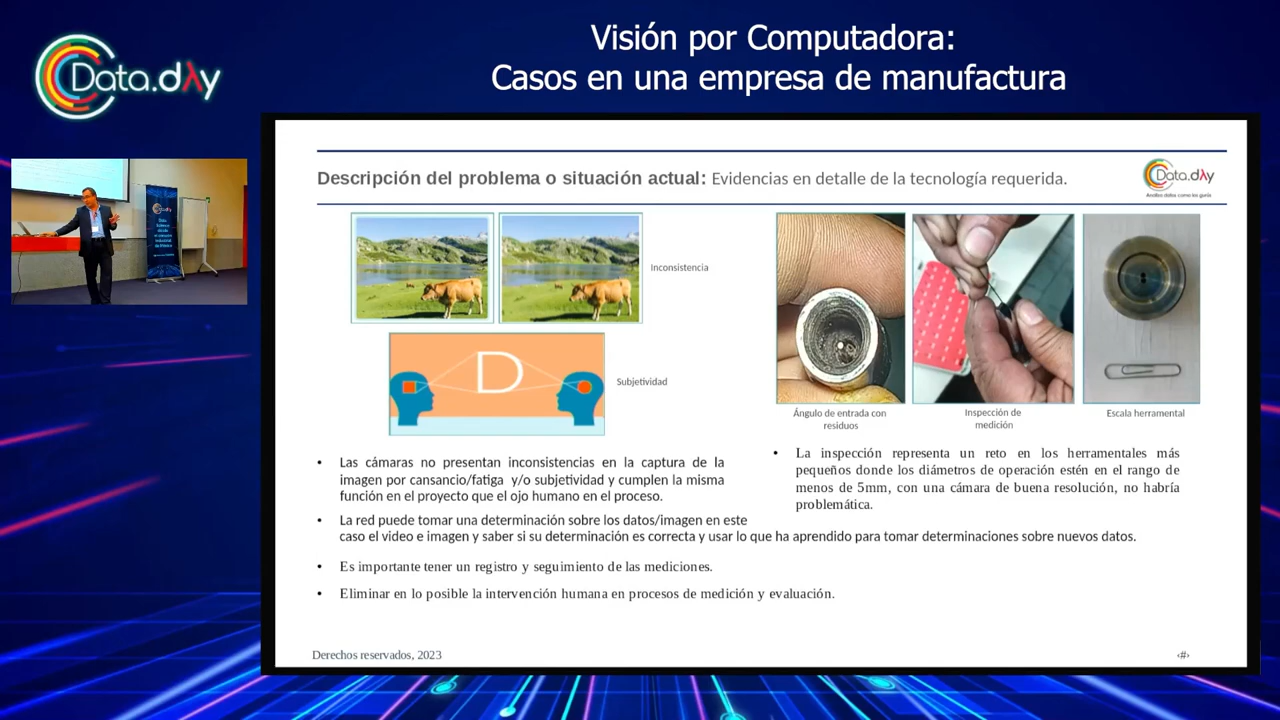 Visión por Computadora:
Casos en una empresa de manufactura
Data.dλy
Descripción del problema o situación actual: Evidencias en detalle de la tecnología requerida.
Data.dλy
Inconsistencia
D
Subjetividad
Ángulo de entrada con
residuos
Inspección de
medición
Escala herramental
• Las cámaras no presentan inconsistencias en la captura de la
imagen por cansancio/fatiga y/o subjetividad y cumplen la misma
función en el proyecto que el ojo humano en el proceso.
• La red puede tomar una determinación sobre los datos/imagen en este
caso el video e imagen y saber si su determinación es correcta y usar lo que ha aprendido para tomar determinaciones sobre nuevos datos.
• Es importante tener un registro y seguimiento de las mediciones.
• Eliminar en lo posible la intervención humana en procesos de medición y evaluación.
• La inspección representa un reto en los herramentales más
pequeños donde los diámetros de operación estén en el rango de
menos de 5mm, con una cámara de buena resolución, no habría
problemática.
Derechos reservados, 2023
‹#›